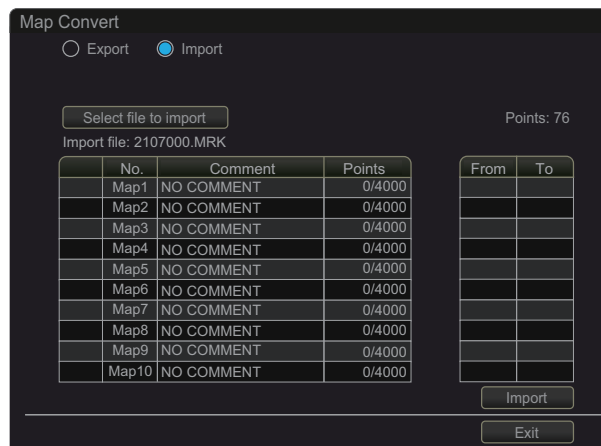 Map Convert
Export Import
Select file to import Points: 76
Import file: 2107000.MRK
No. Comment Points From To
Map1 NO COMMENT 0/4000
Map2 NO COMMENT 0/4000
Map3 NO COMMENT 0/4000
Map4 NO COMMENT 0/4000
Map5 NO COMMENT 0/4000
Map6 NO COMMENT 0/4000
Map7 NO COMMENT 0/4000
Map8 NO COMMENT 0/4000
Map9 NO COMMENT 0/4000
Map10 NO COMMENT 0/4000
Import
Exit